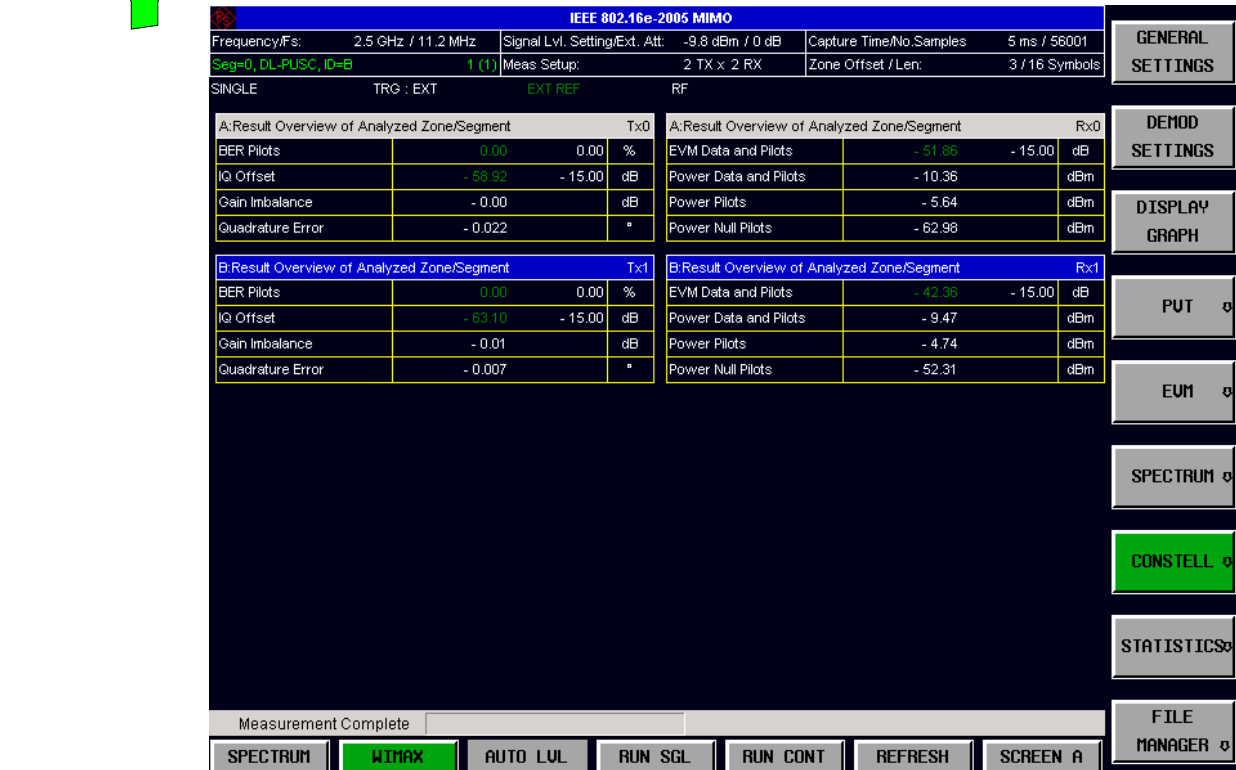 IEEE 802.16e-2005 MIMO
Frequency/Fs: 2.5 GHz / 11.2 MHz Signal Lvl. Setting/Ext. Att: -9.8 dBm / 0 dB Capture Time/No.Samples 5 ms / 56001
Seg=0, DL-PUSC, ID=B 1 (1) Meas Setup: 2 TX x 2 RX Zone Offset / Len: 3 / 16 Symbols
SINGLE TRG : EXT EXT REF RF
A:Result Overview of Analyzed Zone/Segment Tx0 A:Result Overview of Analyzed Zone/Segment Rx0
BER Pilots 0.00 0.00 % EVM Data and Pilots - 51.86 - 15.00 dB
IQ Offset - 58.92 - 15.00 dB Power Data and Pilots - 10.36 dBm
Gain Imbalance - 0.00 dB Power Pilots - 5.64 dBm
Quadrature Error - 0.022 ° Power Null Pilots - 62.98 dBm
B:Result Overview of Analyzed Zone/Segment Tx1 B:Result Overview of Analyzed Zone/Segment Rx1
BER Pilots 0.00 0.00 % EVM Data and Pilots - 42.36 - 15.00 dB
IQ Offset - 63.10 - 15.00 dB Power Data and Pilots - 9.47 dBm
Gain Imbalance - 0.01 dB Power Pilots - 4.74 dBm
Quadrature Error - 0.007 ° Power Null Pilots - 52.31 dBm
Measurement Complete
SPECTRUM WIMAX AUTO LVL RUN SGL RUN CONT REFRESH SCREEN A
GENERAL
SETTINGS
DEMOD
SETTINGS
DISPLAY
GRAPH
PVT
EVM
SPECTRUM
CONSTELL
STATISTICS
FILE
MANAGER